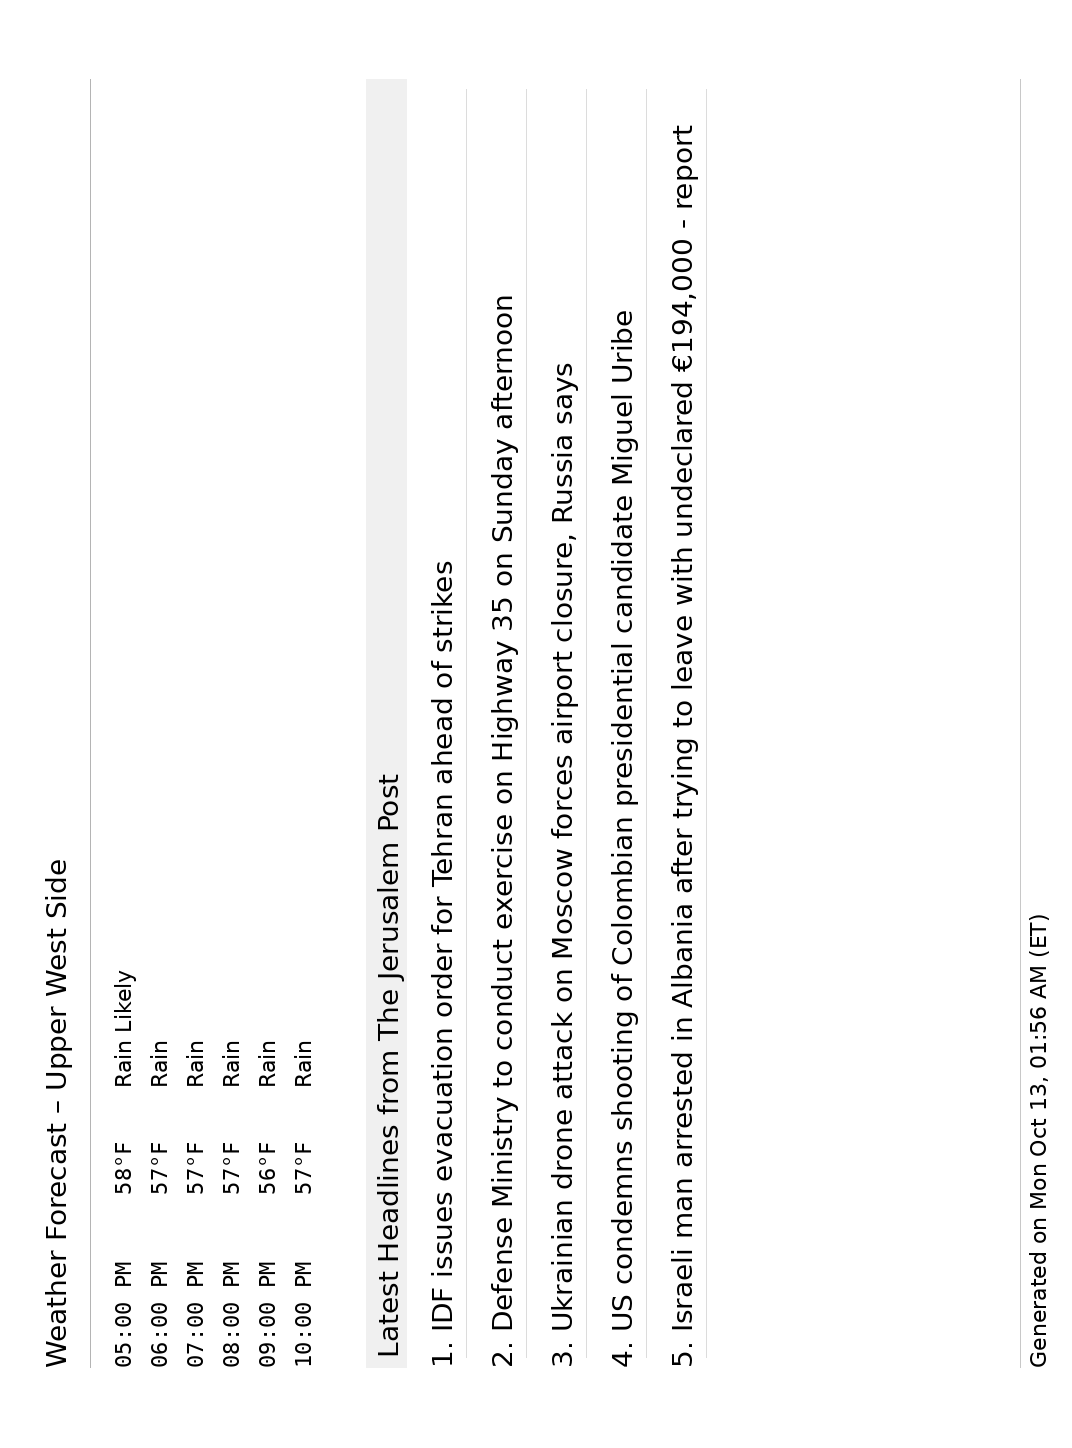 Weather Forecast – Upper West Side
05:00 PM 58°F Rain Likely
06:00 PM 57°F Rain
07:00 PM 57°F Rain
08:00 PM 57°F Rain
09:00 PM 56°F Rain
10:00 PM 57°F Rain
Latest Headlines from The Jerusalem Post
1. IDF issues evacuation order for Tehran ahead of strikes
2. Defense Ministry to conduct exercise on Highway 35 on Sunday afternoon
3. Ukrainian drone attack on Moscow forces airport closure, Russia says
4. US condemns shooting of Colombian presidential candidate Miguel Uribe
5. Israeli man arrested in Albania after trying to leave with undeclared €194,000 - report
Generated on Mon Oct 13, 01:56 AM (ET)